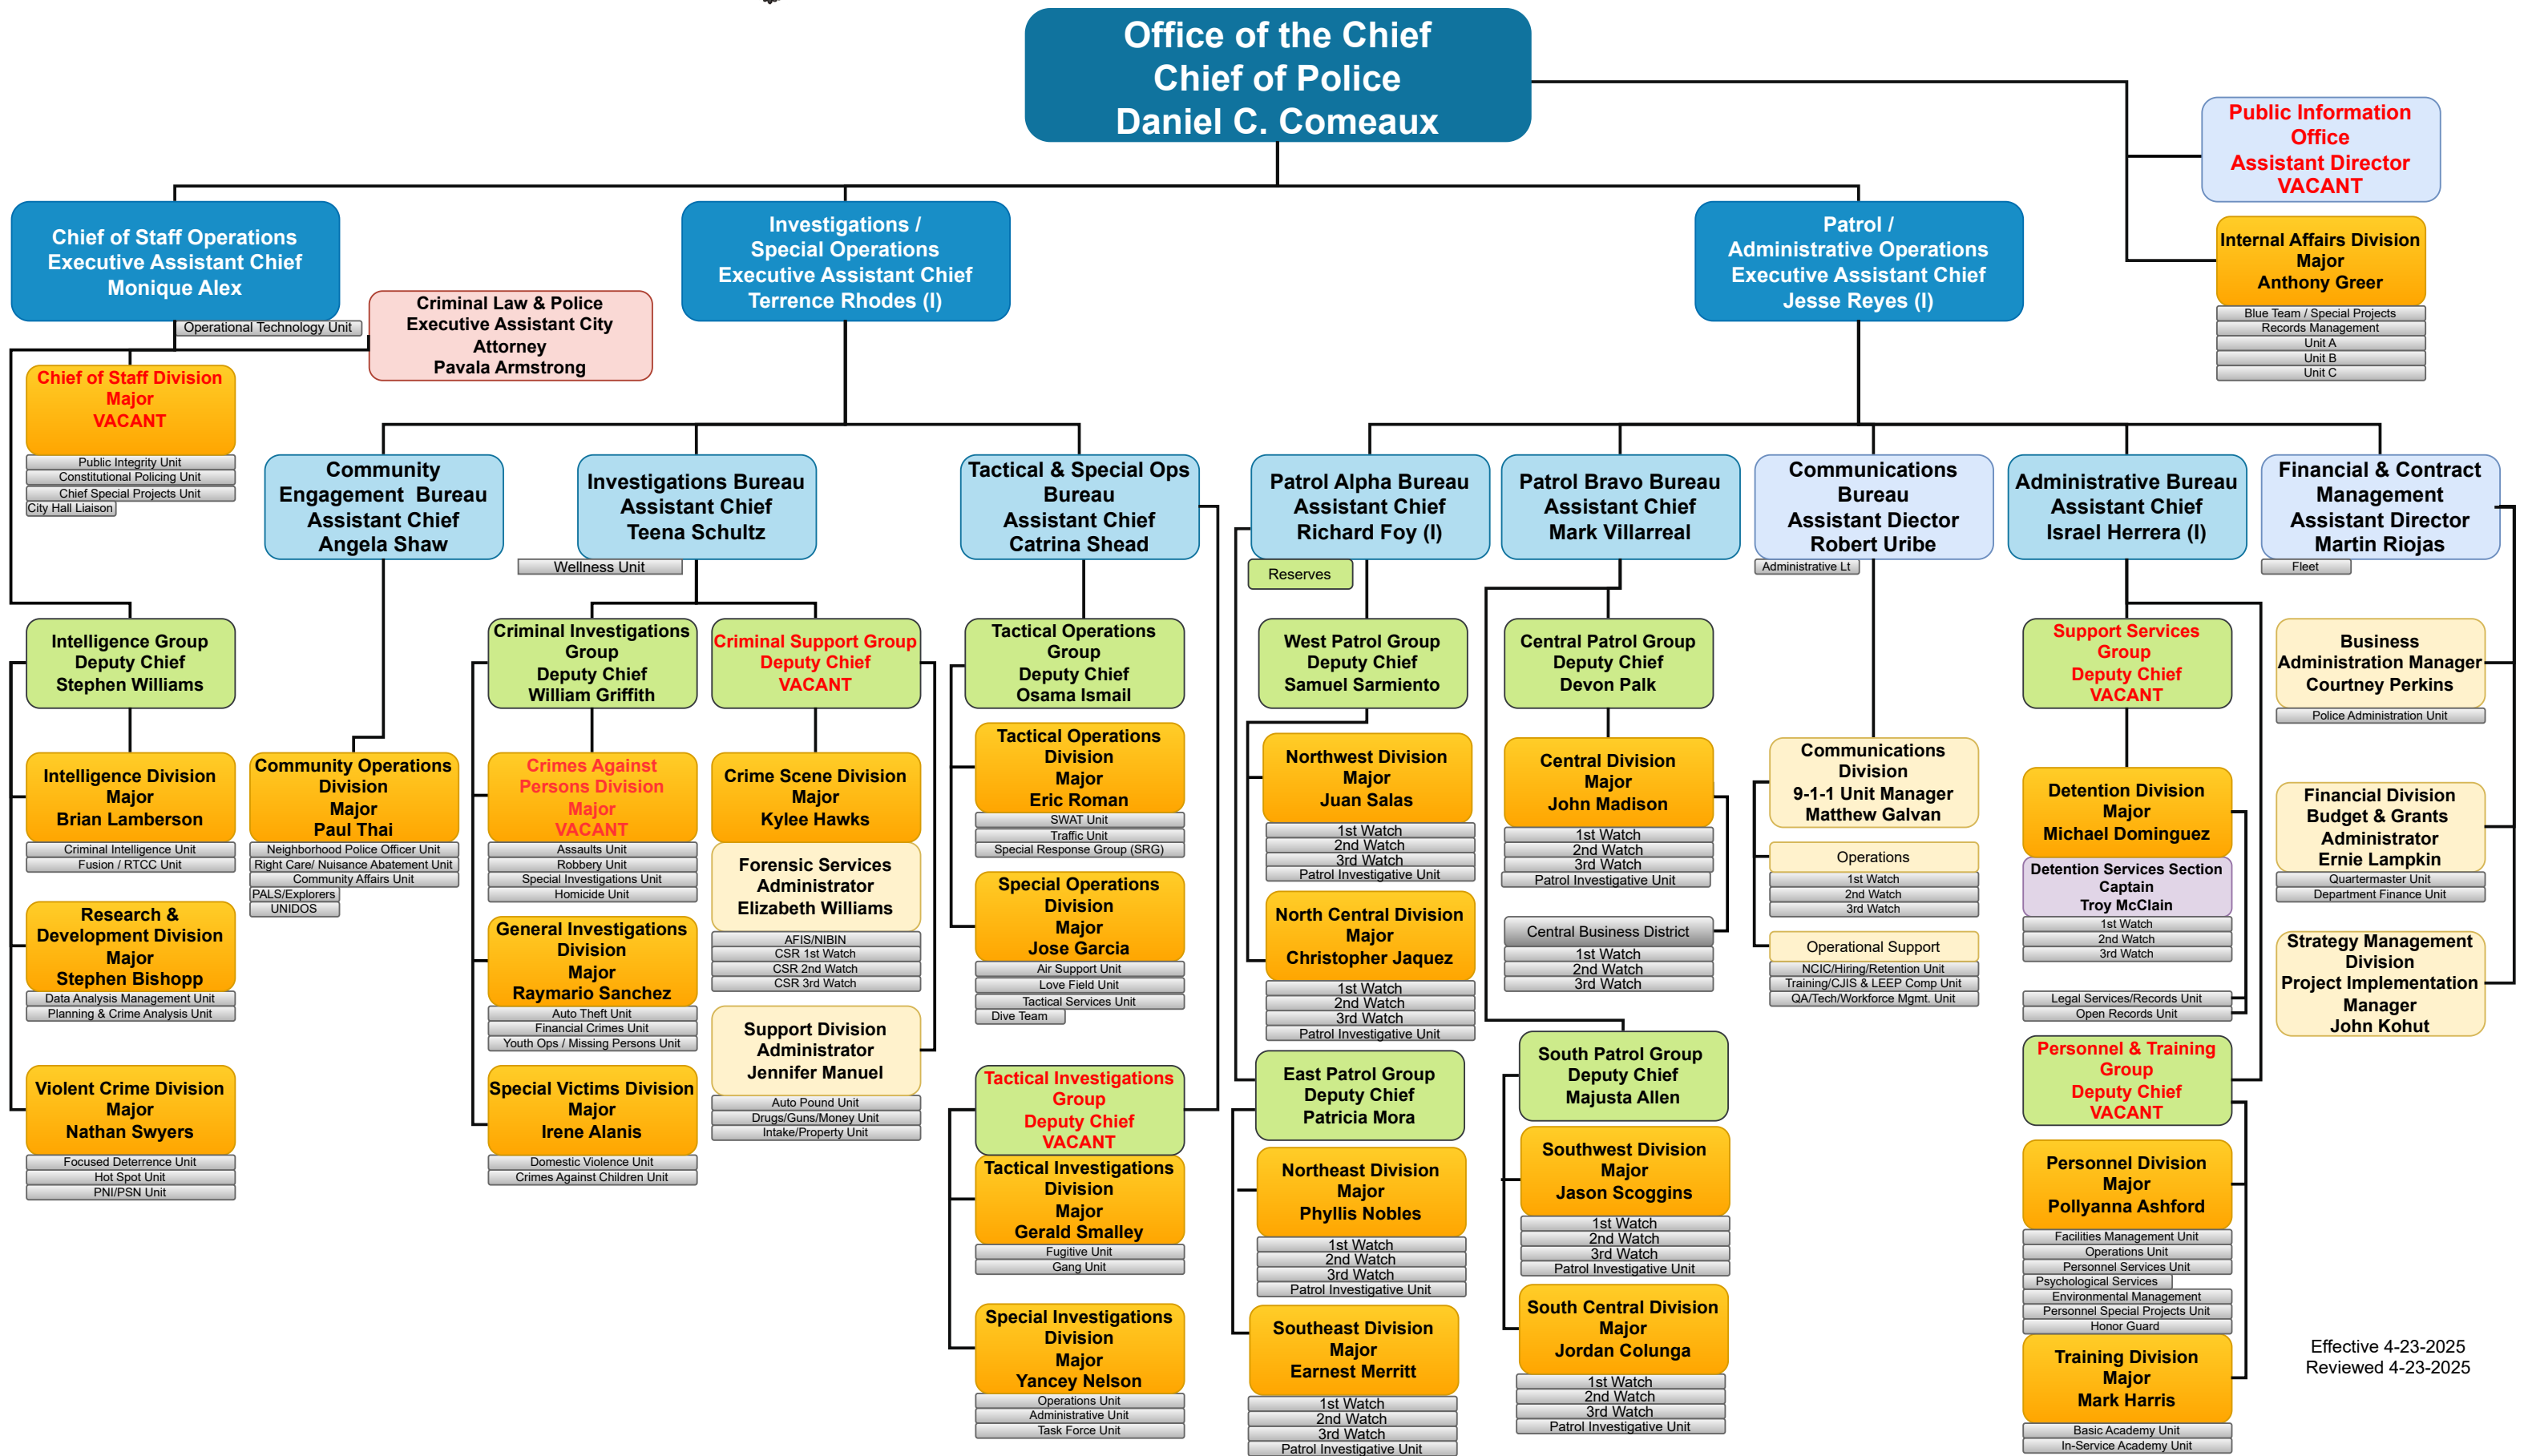 Office of the Chief
Chief of Police
Daniel C. Comeaux
Public Information
Office
Assistant Director
VACANT
Internal Affairs Division
Major
Anthony Greer
Blue Team / Special Projects
Records Management
Unit A
Unit B
Unit C
Chief of Staff Operations
Executive Assistant Chief
Monique Alex
Operational Technology Unit
Criminal Law & Police
Executive Assistant City
Attorney
Pavala Armstrong
Chief of Staff Division
Major
VACANT
Public Integrity Unit
Constitutional Policing Unit
Chief Special Projects Unit
City Hall Liaison
Intelligence Group
Deputy Chief
Stephen Williams
Intelligence Division
Major
Brian Lamberson
Criminal Intelligence Unit
Fusion / RTCC Unit
Research &
Development Division
Major
Stephen Bishopp
Data Analysis Management Unit
Planning & Crime Analysis Unit
Violent Crime Division
Major
Nathan Swyers
Focused Deterrence Unit
Hot Spot Unit
PNI/PSN Unit
Investigations /
Special Operations
Executive Assistant Chief
Terrence Rhodes (I)
Community
Engagement Bureau
Assistant Chief
Angela Shaw
Community Operations
Division
Major
Paul Thai
Neighborhood Police Officer Unit
Right Care/ Nuisance Abatement Unit
Community Affairs Unit
PALS/Explorers
UNIDOS
Investigations Bureau
Assistant Chief
Teena Schultz
Wellness Unit
Criminal Investigations
Group
Deputy Chief
William Griffith
Crimes Against
Persons Division
Major
VACANT
Assaults Unit
Robbery Unit
Special Investigations Unit
Homicide Unit
General Investigations
Division
Major
Raymario Sanchez
Auto Theft Unit
Financial Crimes Unit
Youth Ops / Missing Persons Unit
Special Victims Division
Major
Irene Alanis
Domestic Violence Unit
Crimes Against Children Unit
Criminal Support Group
Deputy Chief
VACANT
Crime Scene Division
Major
Kylee Hawks
Forensic Services
Administrator
Elizabeth Williams
AFIS/NIBIN
CSR 1st Watch
CSR 2nd Watch
CSR 3rd Watch
Support Division
Administrator
Jennifer Manuel
Auto Pound Unit
Drugs/Guns/Money Unit
Intake/Property Unit
Tactical & Special Ops
Bureau
Assistant Chief
Catrina Shead
Tactical Operations
Group
Deputy Chief
Osama Ismail
Tactical Operations
Division
Major
Eric Roman
SWAT Unit
Traffic Unit
Special Response Group (SRG)
Special Operations
Division
Major
Jose Garcia
Air Support Unit
Love Field Unit
Tactical Services Unit
Dive Team
Tactical Investigations
Group
Deputy Chief
VACANT
Tactical Investigations
Division
Major
Gerald Smalley
Fugitive Unit
Gang Unit
Special Investigations
Division
Major
Yancey Nelson
Operations Unit
Administrative Unit
Task Force Unit
Patrol /
Administrative Operations
Executive Assistant Chief
Jesse Reyes (I)
Patrol Alpha Bureau
Assistant Chief
Richard Foy (I)
Reserves
West Patrol Group
Deputy Chief
Samuel Sarmiento
Northwest Division
Major
Juan Salas
1st Watch
2nd Watch
3rd Watch
Patrol Investigative Unit
North Central Division
Major
Christopher Jaquez
1st Watch
2nd Watch
3rd Watch
Patrol Investigative Unit
East Patrol Group
Deputy Chief
Patricia Mora
Northeast Division
Major
Phyllis Nobles
1st Watch
2nd Watch
3rd Watch
Patrol Investigative Unit
Southeast Division
Major
Earnest Merritt
1st Watch
2nd Watch
3rd Watch
Patrol Investigative Unit
Patrol Bravo Bureau
Assistant Chief
Mark Villarreal
Central Patrol Group
Deputy Chief
Devon Palk
Central Division
Major
John Madison
1st Watch
2nd Watch
3rd Watch
Patrol Investigative Unit
Central Business District
1st Watch
2nd Watch
3rd Watch
South Patrol Group
Deputy Chief
Majusta Allen
Southwest Division
Major
Jason Scoggins
1st Watch
2nd Watch
3rd Watch
Patrol Investigative Unit
South Central Division
Major
Jordan Colunga
1st Watch
2nd Watch
3rd Watch
Patrol Investigative Unit
Communications
Bureau
Assistant Diector
Robert Uribe
Administrative Lt
Communications
Division
9-1-1 Unit Manager
Matthew Galvan
Operations
1st Watch
2nd Watch
3rd Watch
Operational Support
NCIC/Hiring/Retention Unit
Training/CJIS & LEEP Comp Unit
QA/Tech/Workforce Mgmt. Unit
Administrative Bureau
Assistant Chief
Israel Herrera (I)
Support Services
Group
Deputy Chief
VACANT
Detention Division
Major
Michael Dominguez
Detention Services Section
Captain
Troy McClain
1st Watch
2nd Watch
3rd Watch
Legal Services/Records Unit
Open Records Unit
Personnel & Training
Group
Deputy Chief
VACANT
Personnel Division
Major
Pollyanna Ashford
Facilities Management Unit
Operations Unit
Personnel Services Unit
Psychological Services
Environmental Management
Personnel Special Projects Unit
Honor Guard
Training Division
Major
Mark Harris
Basic Academy Unit
In-Service Academy Unit
Financial & Contract
Management
Assistant Director
Martin Riojas
Fleet
Business
Administration Manager
Courtney Perkins
Police Administration Unit
Financial Division
Budget & Grants
Administrator
Ernie Lampkin
Quartermaster Unit
Department Finance Unit
Strategy Management
Division
Project Implementation
Manager
John Kohut
Effective 4-23-2025
Reviewed 4-23-2025